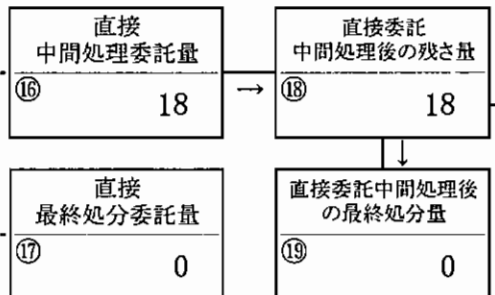 直接
中間処理委託量
⑯
18
→
直接委託
中間処理後の残さ量
⑱
18
↓
直接
最終処分委託量
⑰
0
直接委託中間処理後
の最終処分量
⑲
0